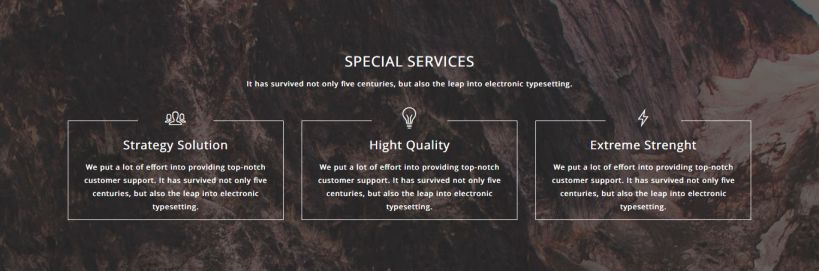 SPECIAL SERVICES
It has survived not only five centuries, but also the leap into electronic typesetting.
Strategy Solution
We put a lot of effort into providing top-notch
customer support. It has survived not only five
centuries, but also the leap into electronic
typesetting.
Hight Quality
We put a lot of effort into providing top-notch
customer support. It has survived not only five
centuries, but also the leap into electronic
typesetting.
Extreme Strenght
We put a lot of effort into providing top-notch
customer support. It has survived not only five
centuries, but also the leap into electronic
typesetting.